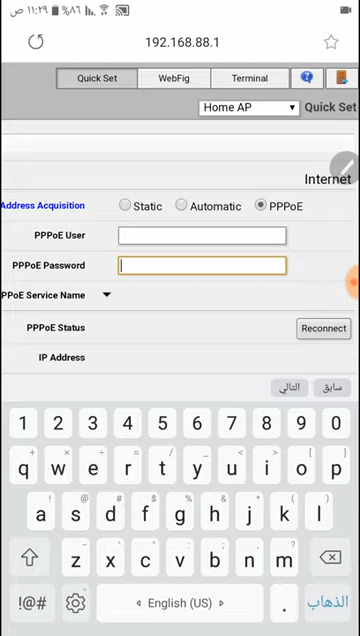 ص ١١:٢٩ %٨٦
192.168.88.1
Quick Set WebFig Terminal
Home AP Quick Set
Internet
Address Acquisition Static Automatic PPPoE
PPPoE User
PPPoE Password
PPoE Service Name
PPPoE Status Reconnect
IP Address
التالي سابق
1 2 3 4 5 6 7 8 9 0
+ × ÷ = / _ < > [ ]
q w e r t y u i o p
! @ # $ % & * ( )
a s d f g h j k l
- ' " : ; , ?
z x c v b n m
!@# English (US) . الذهاب